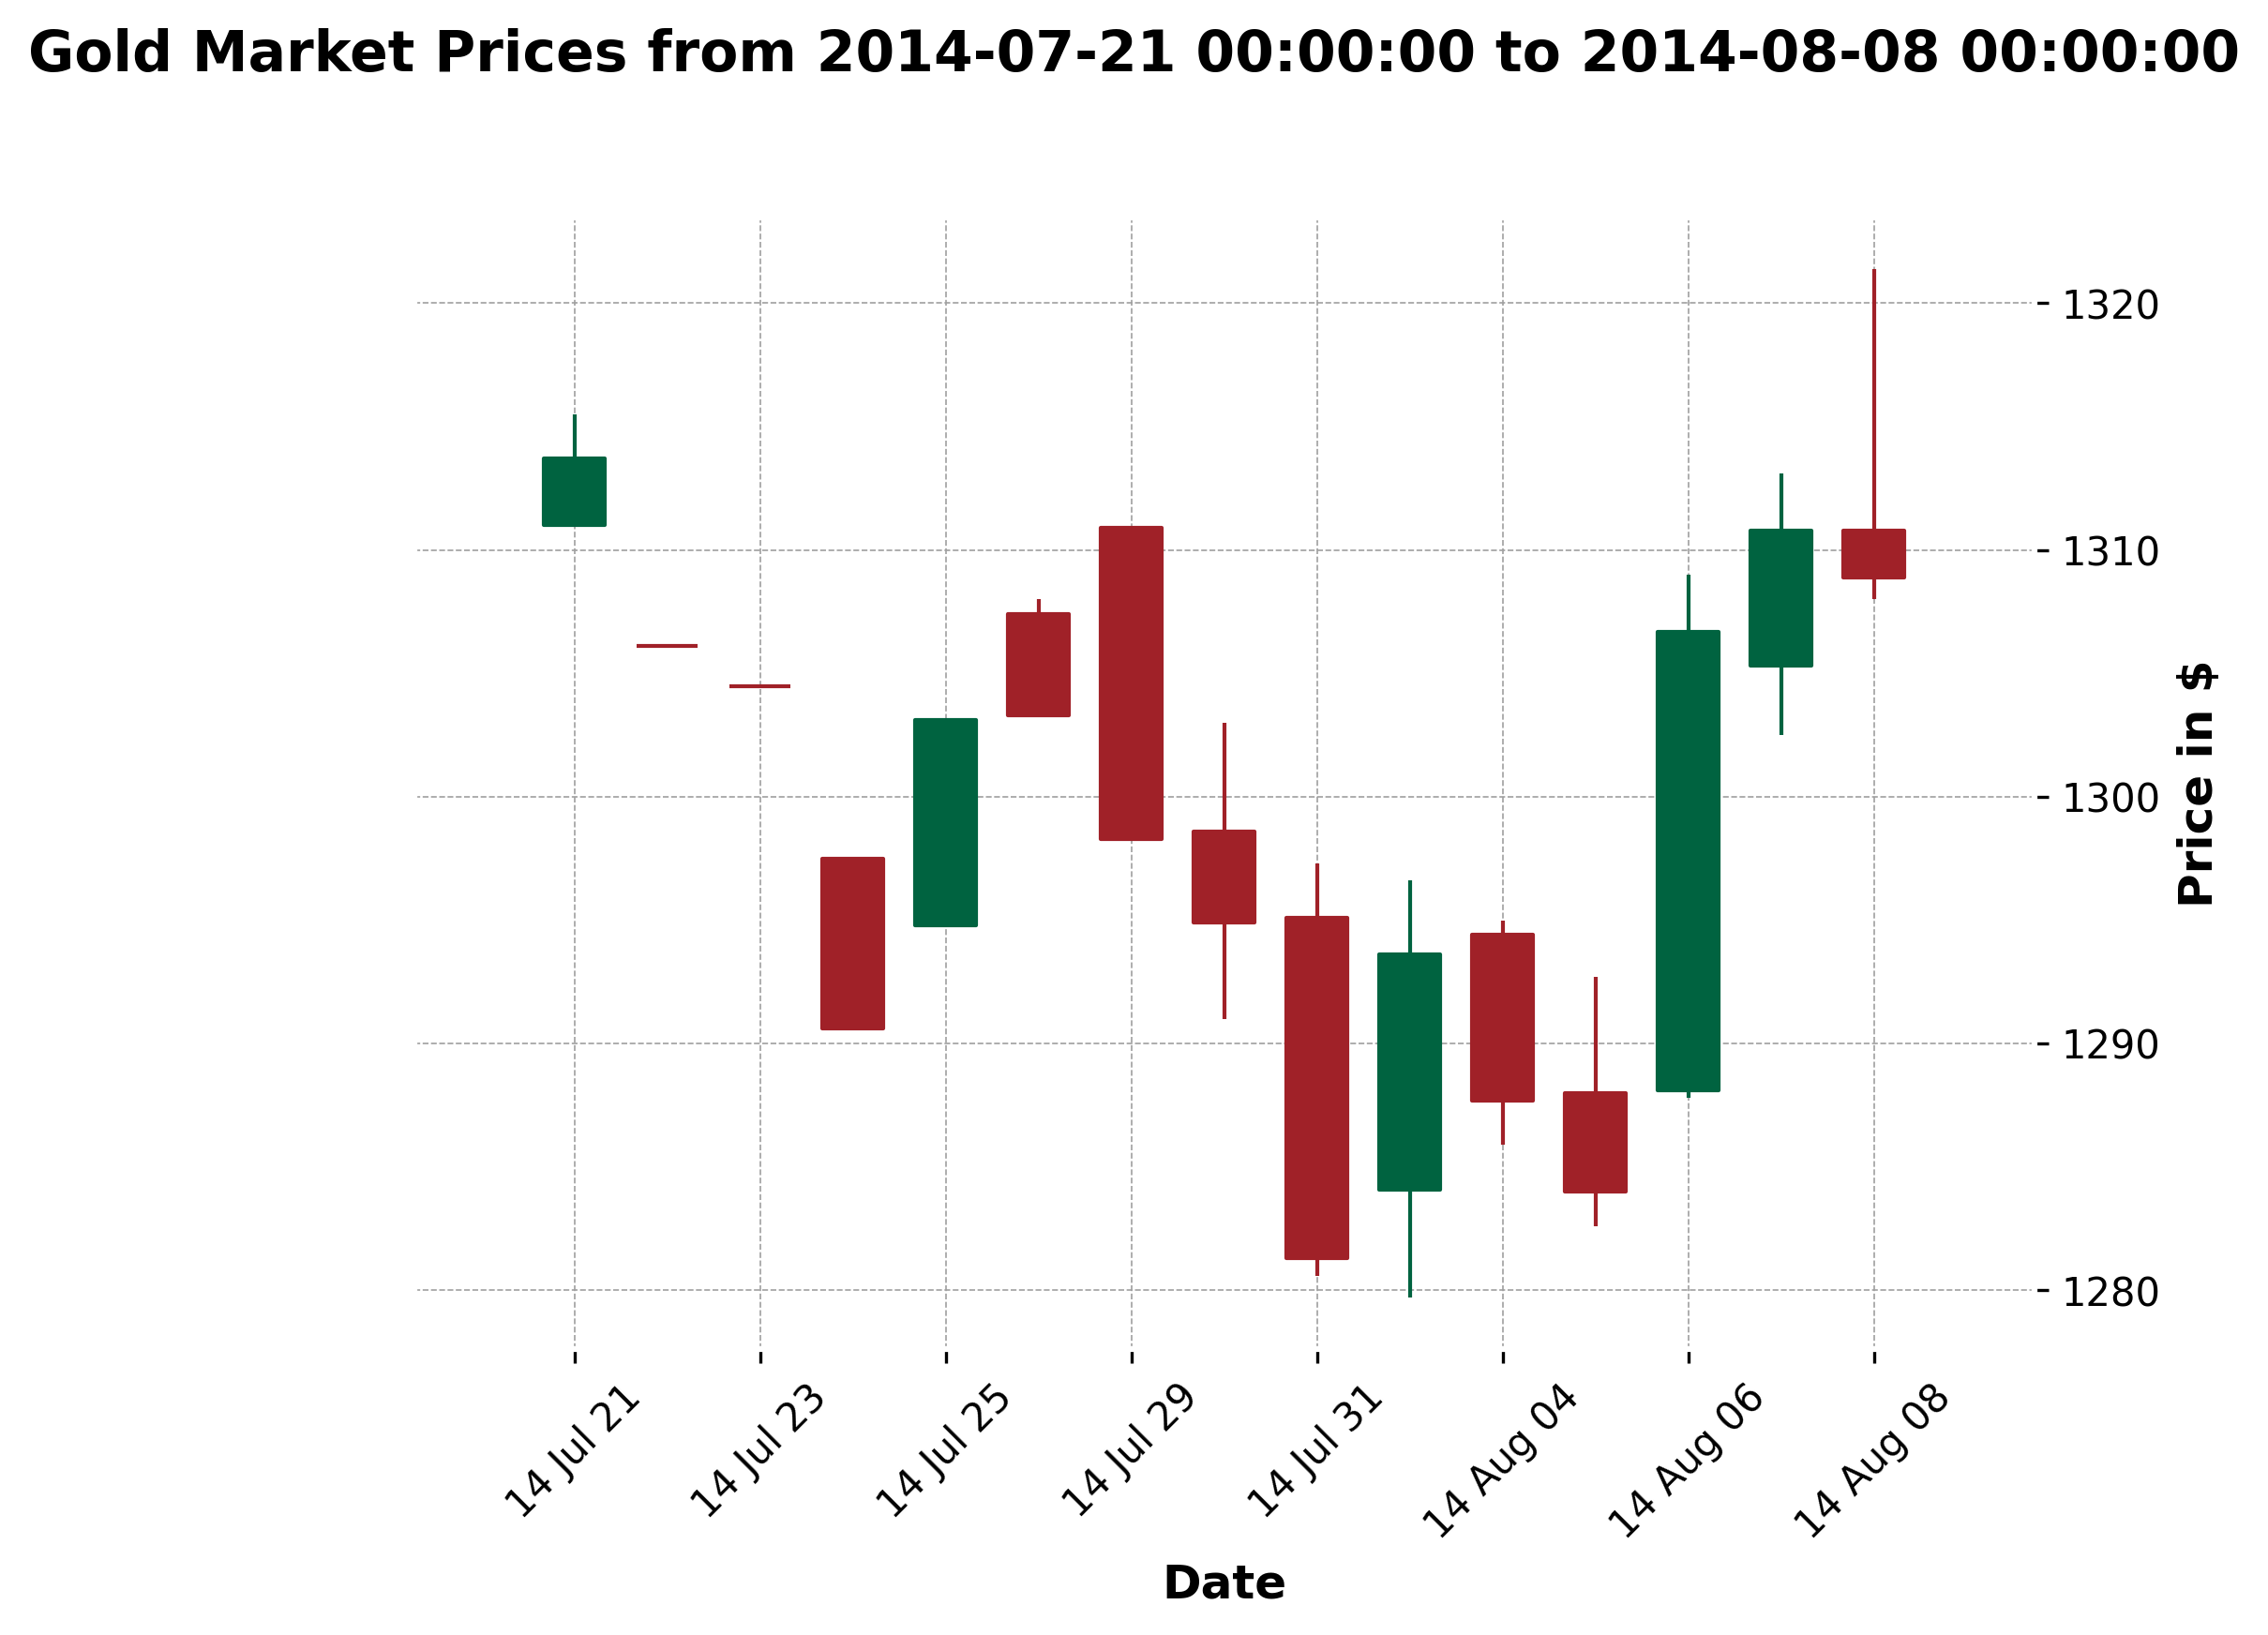 Gold Market Prices from 2014-07-21 00:00:00 to 2014-08-08 00:00:00
1320
1310
1300
1290
1280
Price in $
14 Jul 21
14 Jul 23
14 Jul 25
14 Jul 29
14 Jul 31
14 Aug 04
14 Aug 06
14 Aug 08
Date